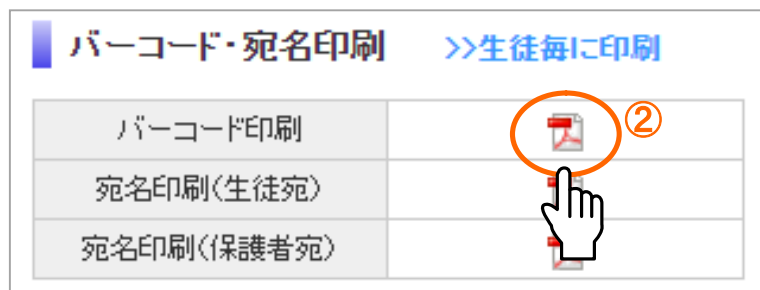 バーコード・宛名印刷 >>生徒毎に印刷
バーコード印刷 ②
宛名印刷(生徒宛)
宛名印刷(保護者宛)